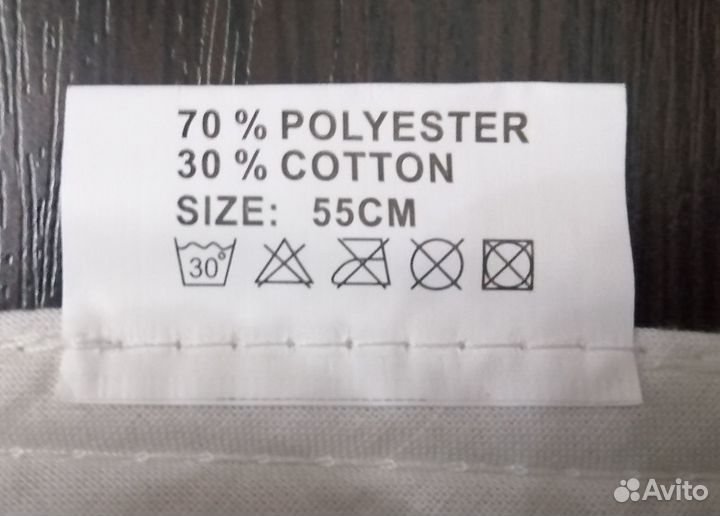 70 % POLYESTER
30 % COTTON
SIZE: 55CM
30°
Avito